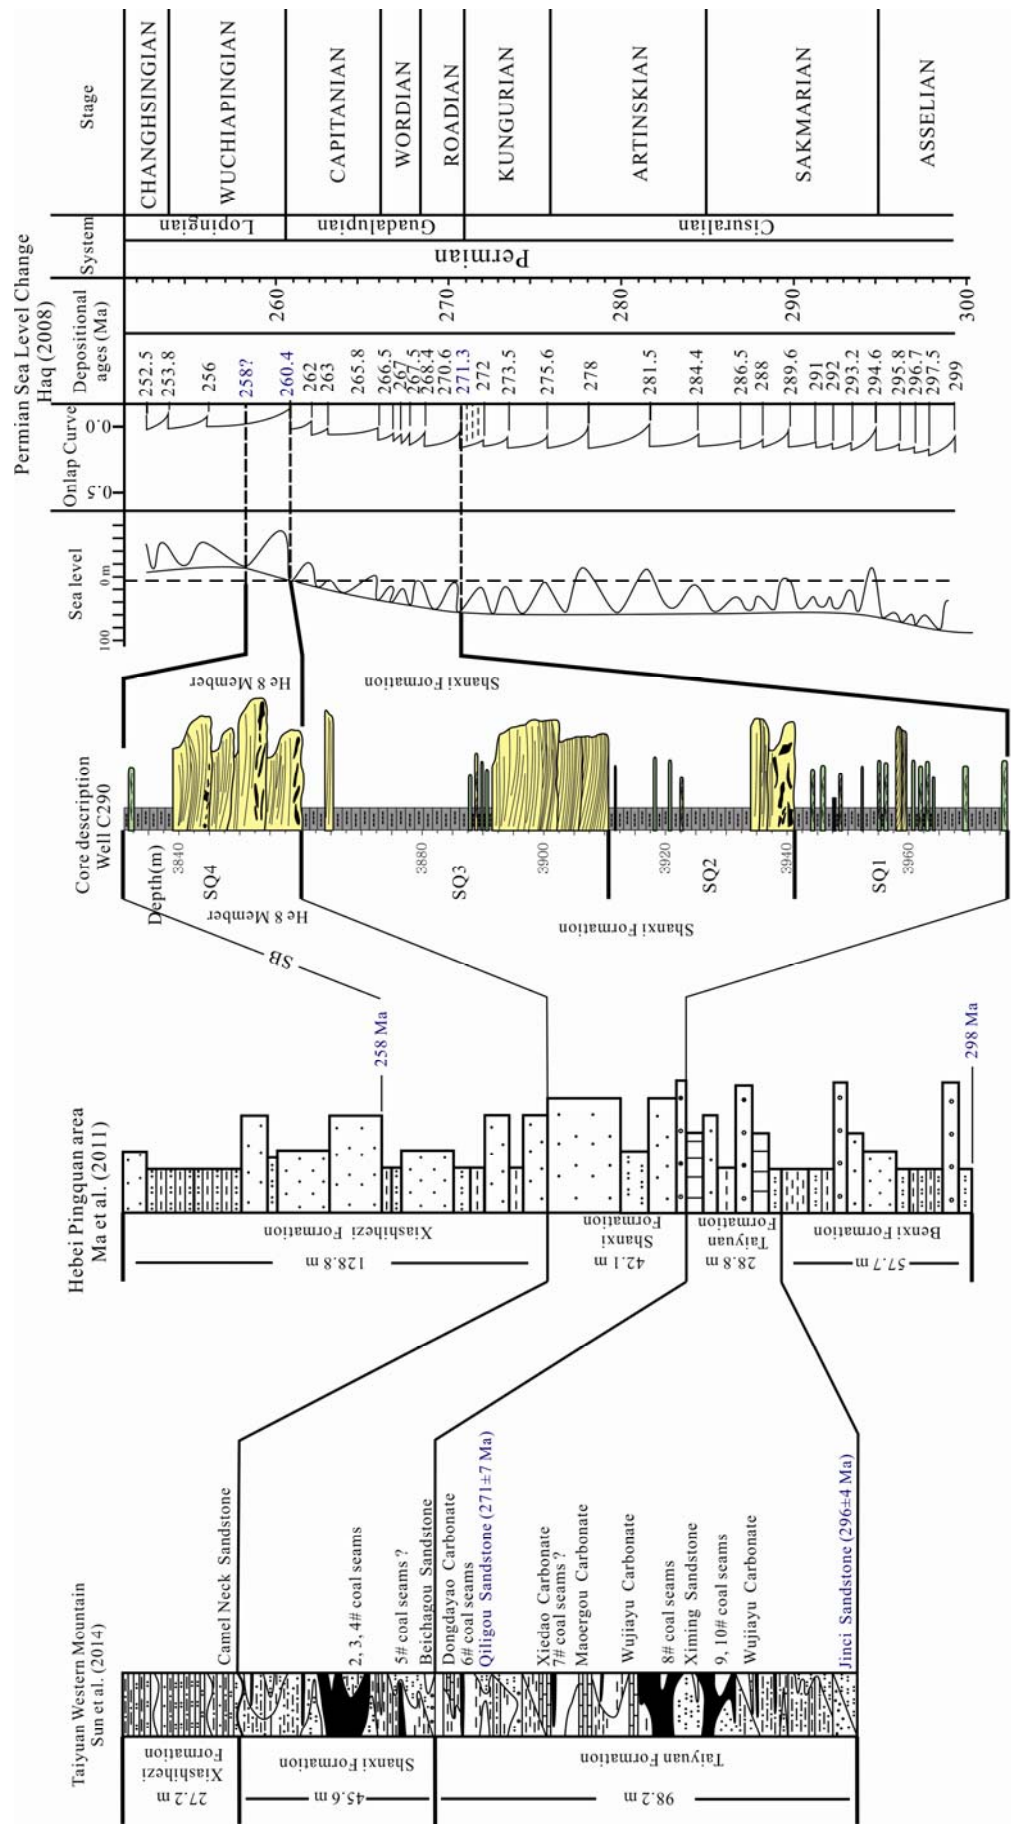 Permian Sea Level Change
Haq (2008)
Stage
CHANGHSINGIAN
WUCHIAPINGIAN
CAPITANIAN
WORDIAN
ROADIAN
KUNGURIAN
ARTINSKIAN
SAKMARIAN
ASSELIAN
System
Lopingian
Guadalupian
Cisuralian
Permian
Depositional
ages (Ma)
260
270
280
290
300
252.5
253.8
256
258?
260.4
262
263
265.8
266.5
267
267.5
268.4
270.6
271.3
272
273.5
275.6
278
281.5
284.4
286.5
288
289.6
291
292
293.2
294.6
295.8
296.7
297.5
299
Onlap Curve
0.0
0.5
Sea level
0 m
100
He 8 Member
Shanxi Formation
Core description
Well C290
Depth(m)
3840
3880
3900
3920
3940
3960
SQ4
SQ3
SQ2
SQ1
He 8 Member
Shanxi Formation
SB
258 Ma
298 Ma
Hebei Pingquan area
Ma et al. (2011)
Xiashihezi Formation
Shanxi
Formation
Taiyuan
Formation
Benxi Formation
128.8 m
42.1 m
28.8 m
57.7 m
Taiyuan Western Mountain
Sun et al. (2014)
Camel Neck Sandstone
2, 3, 4# coal seams
5# coal seams ?
Beichagou Sandstone
Dongdayao Carbonate
6# coal seams
Qiligou Sandstone (271±7 Ma)
Xiedao Carbonate
7# coal seams ?
Maoergou Carbonate
Wujiayu Carbonate
8# coal seams
Ximing Sandstone
9, 10# coal seams
Wujiayu Carbonate
Jinci Sandstone (296±4 Ma)
Xiashihezi
Formation
Shanxi Formation
Taiyuan Formation
27.2 m
45.6 m
98.2 m